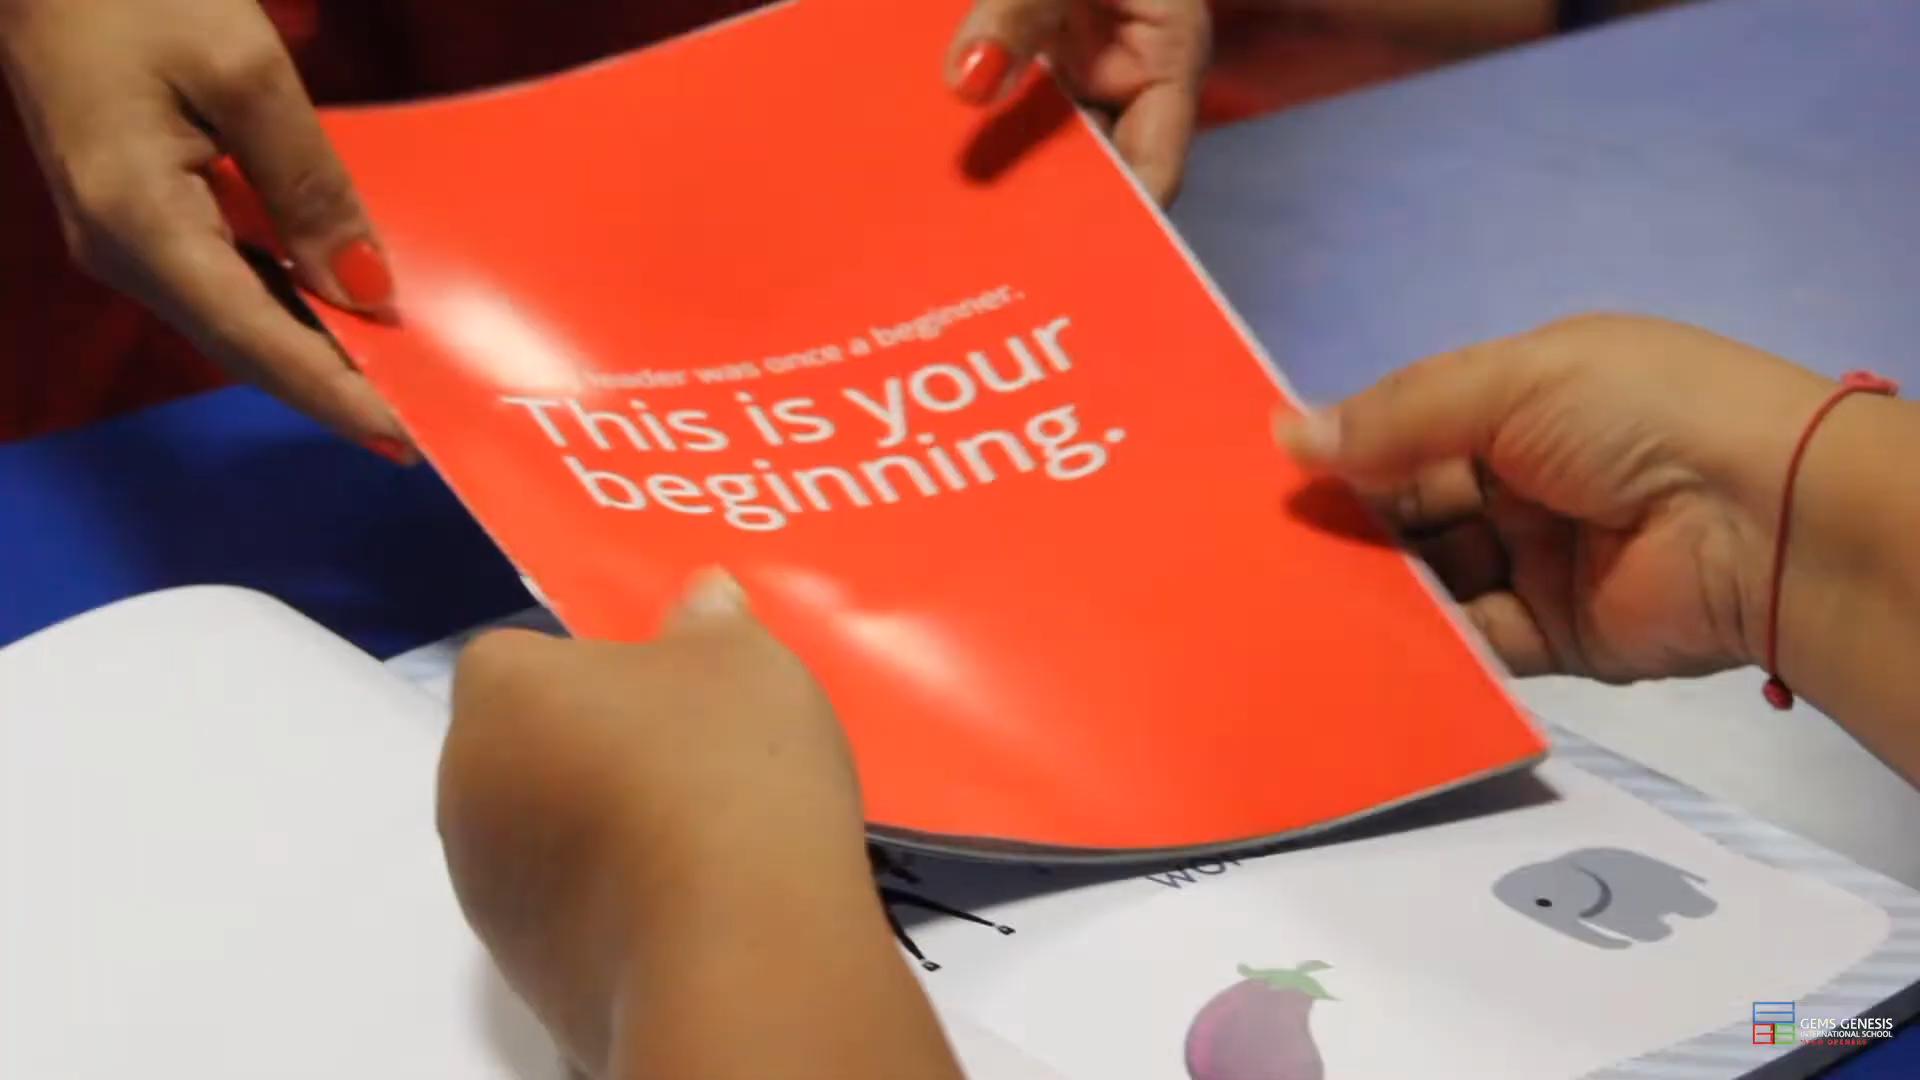 leader was once a beginner.
This is your
beginning.
GEMS GENESIS
INTERNATIONAL SCHOOL